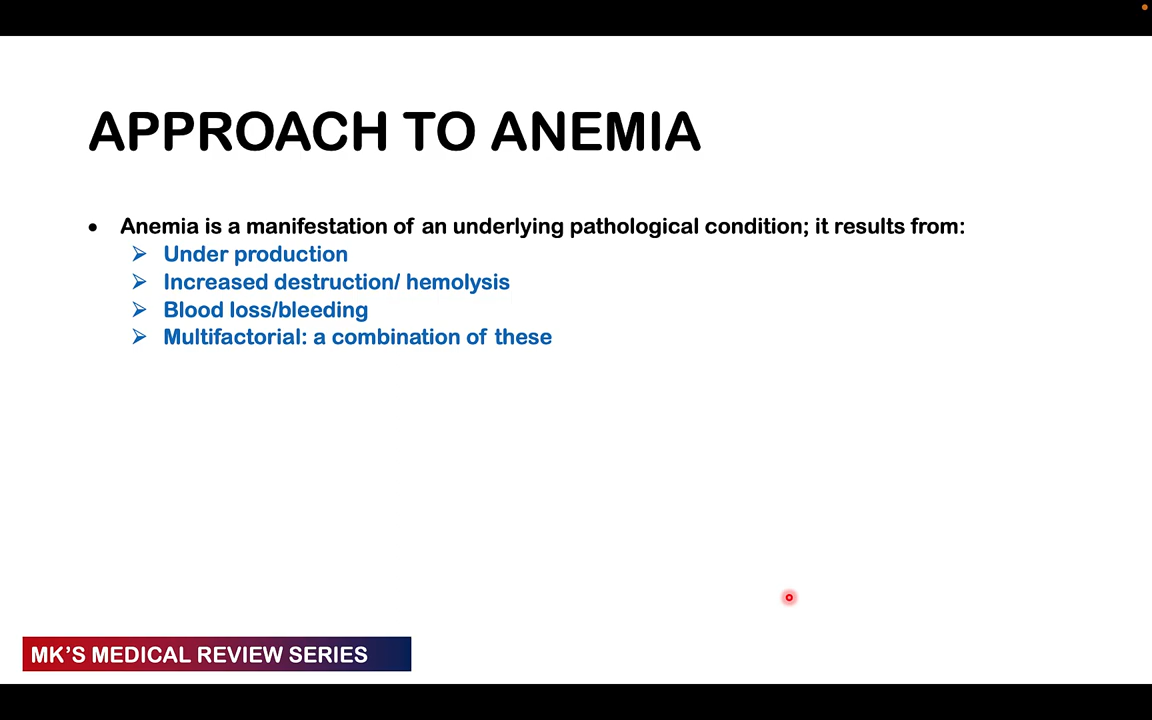 APPROACH TO ANEMIA
• Anemia is a manifestation of an underlying pathological condition; it results from:
➢ Under production
➢ Increased destruction/ hemolysis
➢ Blood loss/bleeding
➢ Multifactorial: a combination of these
MK’S MEDICAL REVIEW SERIES